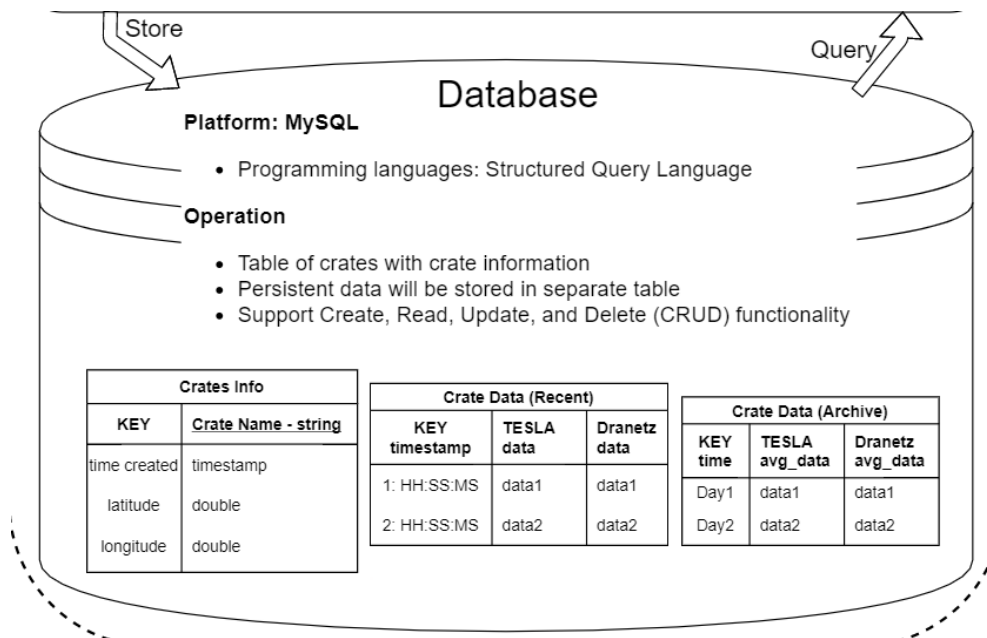 Store
Query
Database
Platform: MySQL
• Programming languages: Structured Query Language
Operation
• Table of crates with crate information
• Persistent data will be stored in separate table
• Support Create, Read, Update, and Delete (CRUD) functionality
Crates Info
KEY Crate Name - string
time created timestamp
latitude double
longitude double
Crate Data (Recent)
KEY timestamp TESLA data Dranetz data
1: HH:SS:MS data1 data1
2: HH:SS:MS data2 data2
Crate Data (Archive)
KEY time TESLA avg_data Dranetz avg_data
Day1 data1 data1
Day2 data2 data2